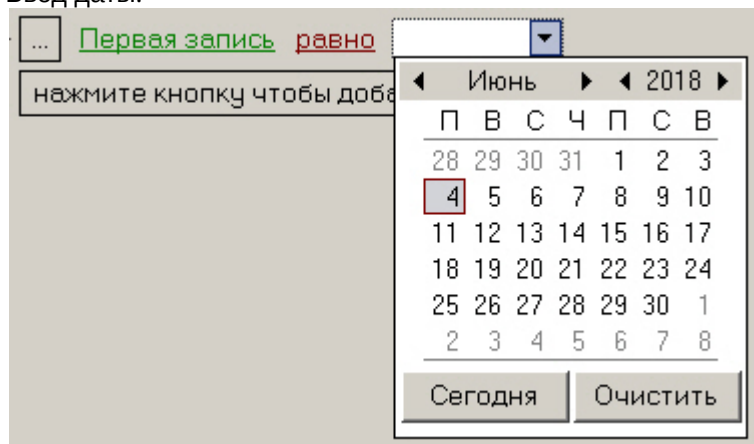 ... Первая запись равно
нажмите кнопку чтобы доба
Июнь 2018
П В С Ч П С В
28 29 30 31 1 2 3
4 5 6 7 8 9 10
11 12 13 14 15 16 17
18 19 20 21 22 23 24
25 26 27 28 29 30 1
2 3 4 5 6 7 8
Сегодня Очистить